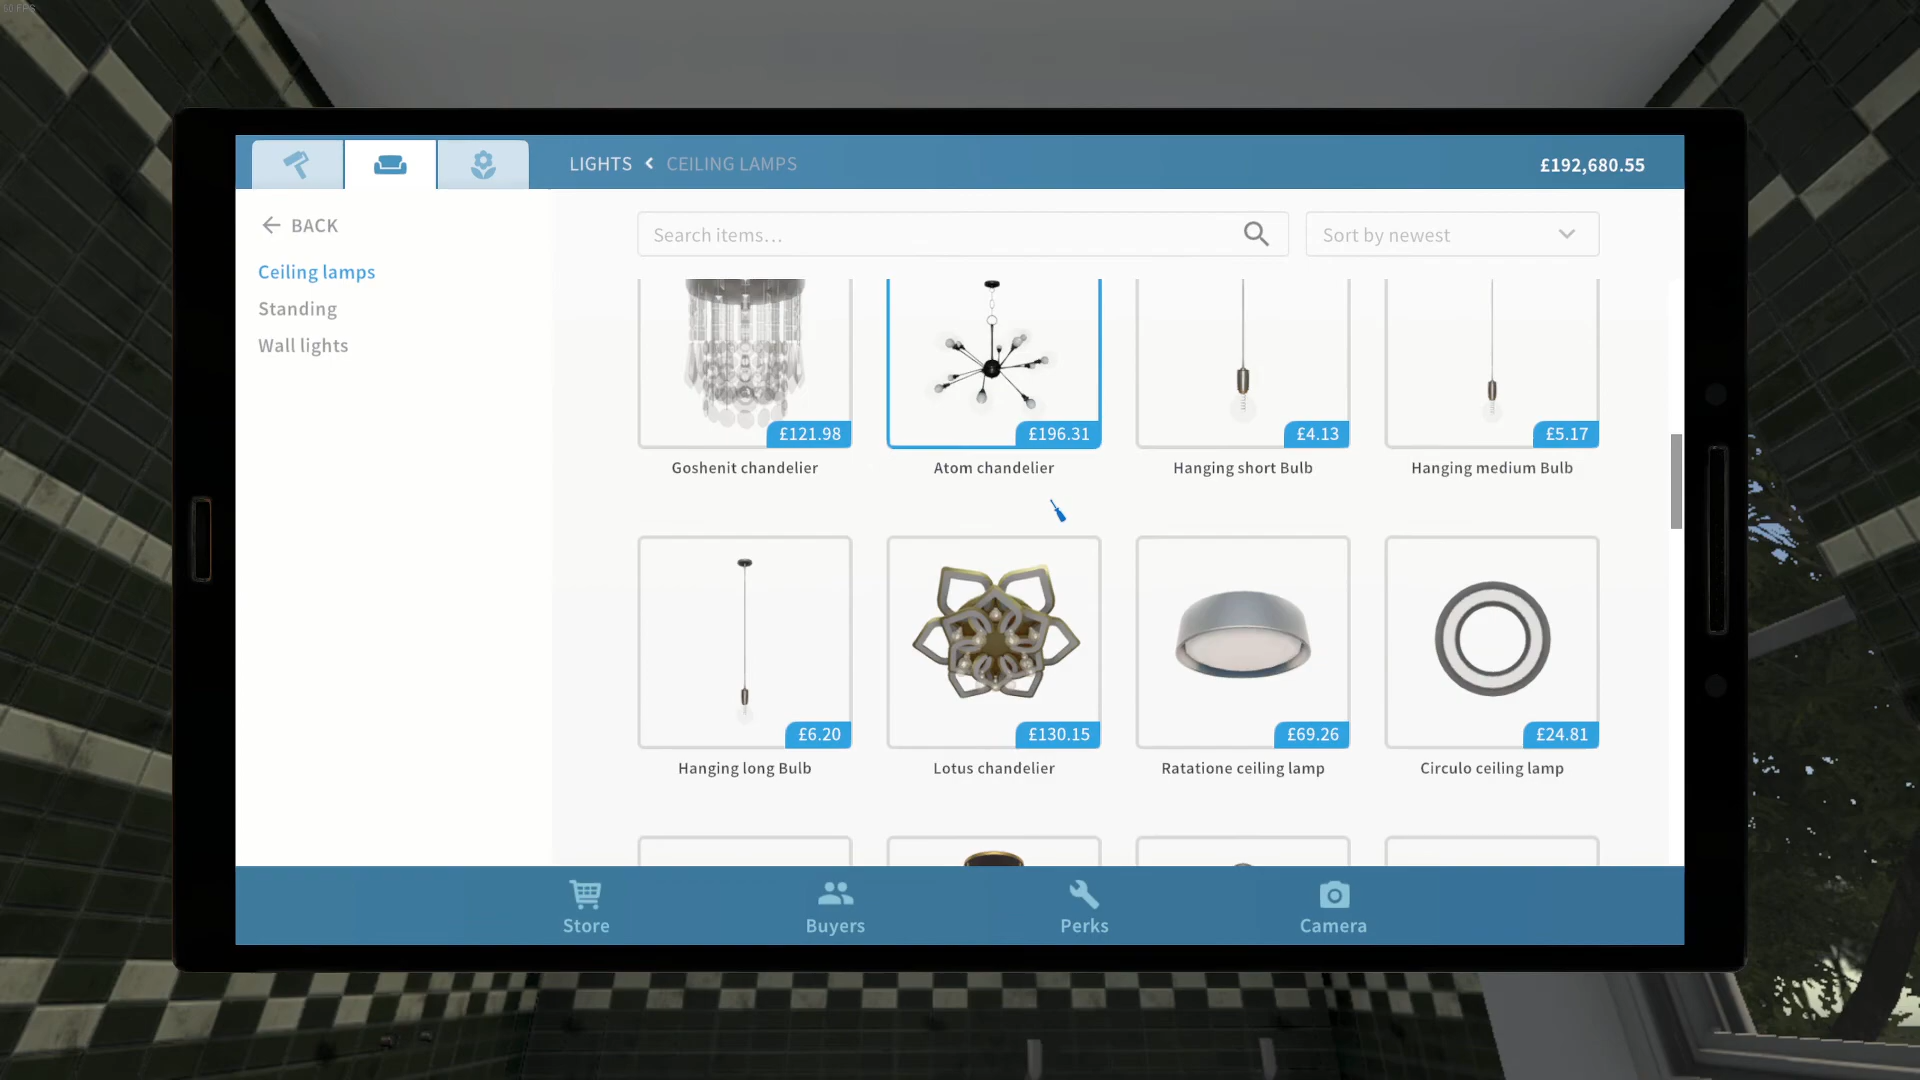 60 FPS
LIGHTS CEILING LAMPS
£192,680.55
BACK
Ceiling lamps
Standing
Wall lights
Search items...
Sort by newest
£121.98
£196.31
£4.13
£5.17
Goshenit chandelier
Atom chandelier
Hanging short Bulb
Hanging medium Bulb
£6.20
£130.15
£69.26
£24.81
Hanging long Bulb
Lotus chandelier
Ratatione ceiling lamp
Circulo ceiling lamp
Store
Buyers
Perks
Camera